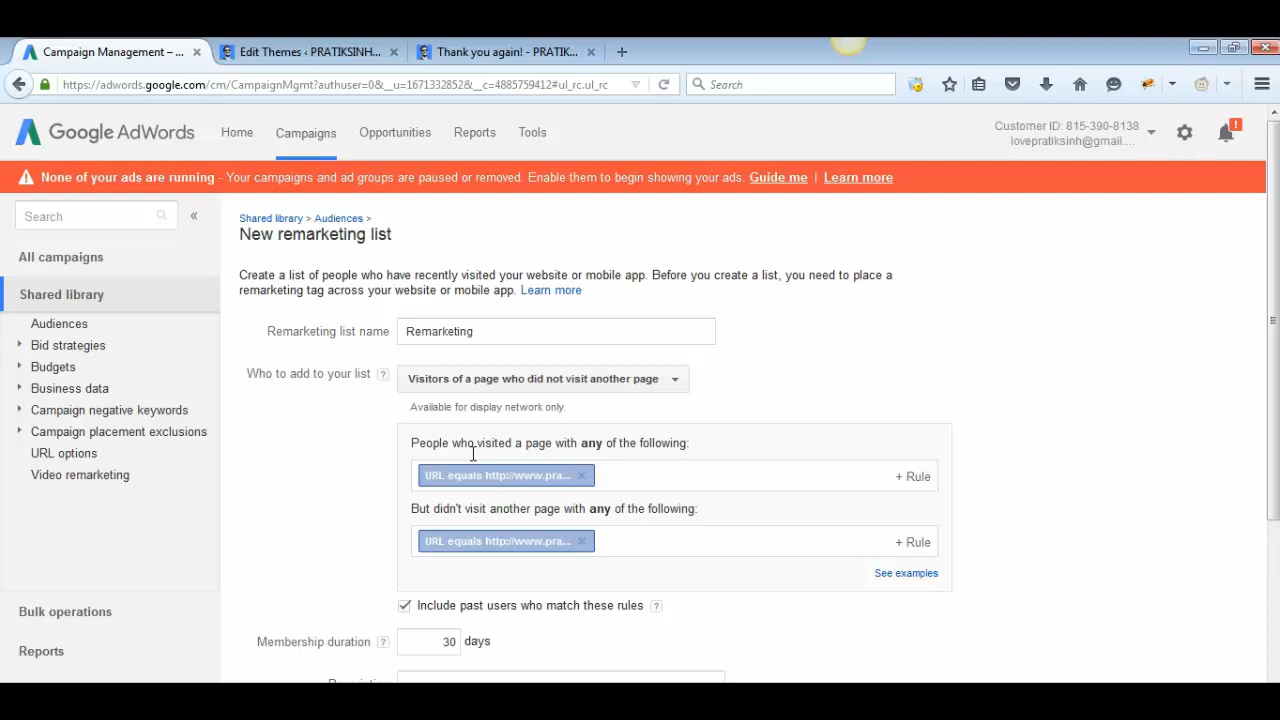 Campaign Management – ...
Edit Themes ‹ PRATIKSINH...
Thank you again! - PRATIK...
https://adwords.google.com/cm/CampaignMgmt?authuser=0&__u=1671332852&__c=4885759412#ul_rc.ul_rc
Search
Google AdWords
Home
Campaigns
Opportunities
Reports
Tools
Customer ID: 815-390-8138
lovepratiksinh@gmail....
None of your ads are running - Your campaigns and ad groups are paused or removed. Enable them to begin showing your ads. Guide me | Learn more
Search
«
All campaigns
Shared library
Audiences
Bid strategies
Budgets
Business data
Campaign negative keywords
Campaign placement exclusions
URL options
Video remarketing
Bulk operations
Reports
Shared library > Audiences >
New remarketing list
Create a list of people who have recently visited your website or mobile app. Before you create a list, you need to place a
remarketing tag across your website or mobile app. Learn more
Remarketing list name
Remarketing
Who to add to your list ?
Visitors of a page who did not visit another page
Available for display network only.
People who visited a page with any of the following:
URL equals http://www.pra... ×
+ Rule
But didn't visit another page with any of the following:
URL equals http://www.pra... ×
+ Rule
See examples
Include past users who match these rules ?
Membership duration ?
30 days